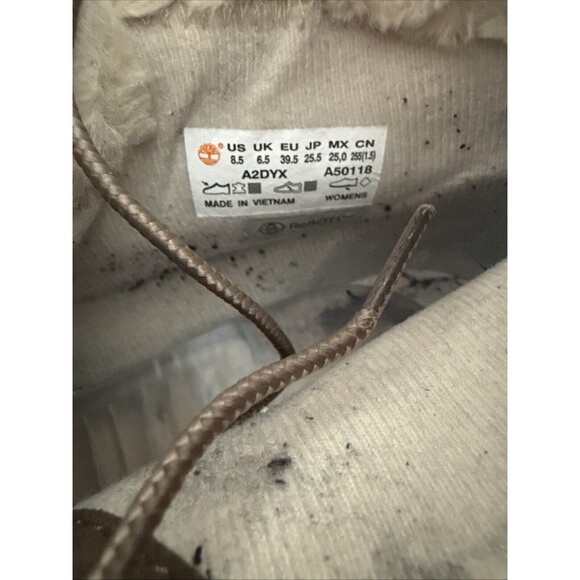 US UK EU JP MX CN
8.5 6.5 39.5 25.5 25,0 255(1.5)
A2DYX A50118
MADE IN VIETNAM WOMENS